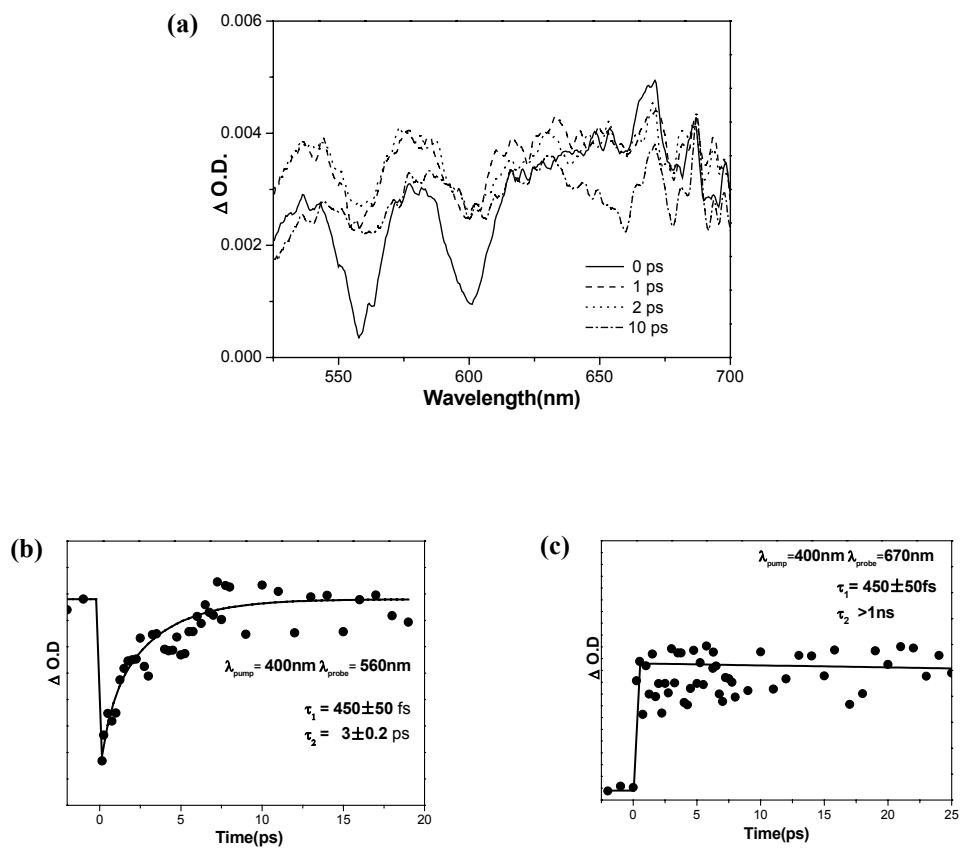 (a)
0.006
0.004
0.002
0.000
Δ O.D.
0 ps
1 ps
2 ps
10 ps
550
600
650
700
Wavelength(nm)
(b)
Δ O.D
λpump= 400nm λprobe= 560nm
τ1 = 450±50 fs
τ2 = 3±0.2 ps
0
5
10
15
20
Time(ps)
(c)
Δ O.D
λpump=400nm λprobe=670nm
τ1= 450±50fs
τ2 >1ns
0
5
10
15
20
25
Time(ps)